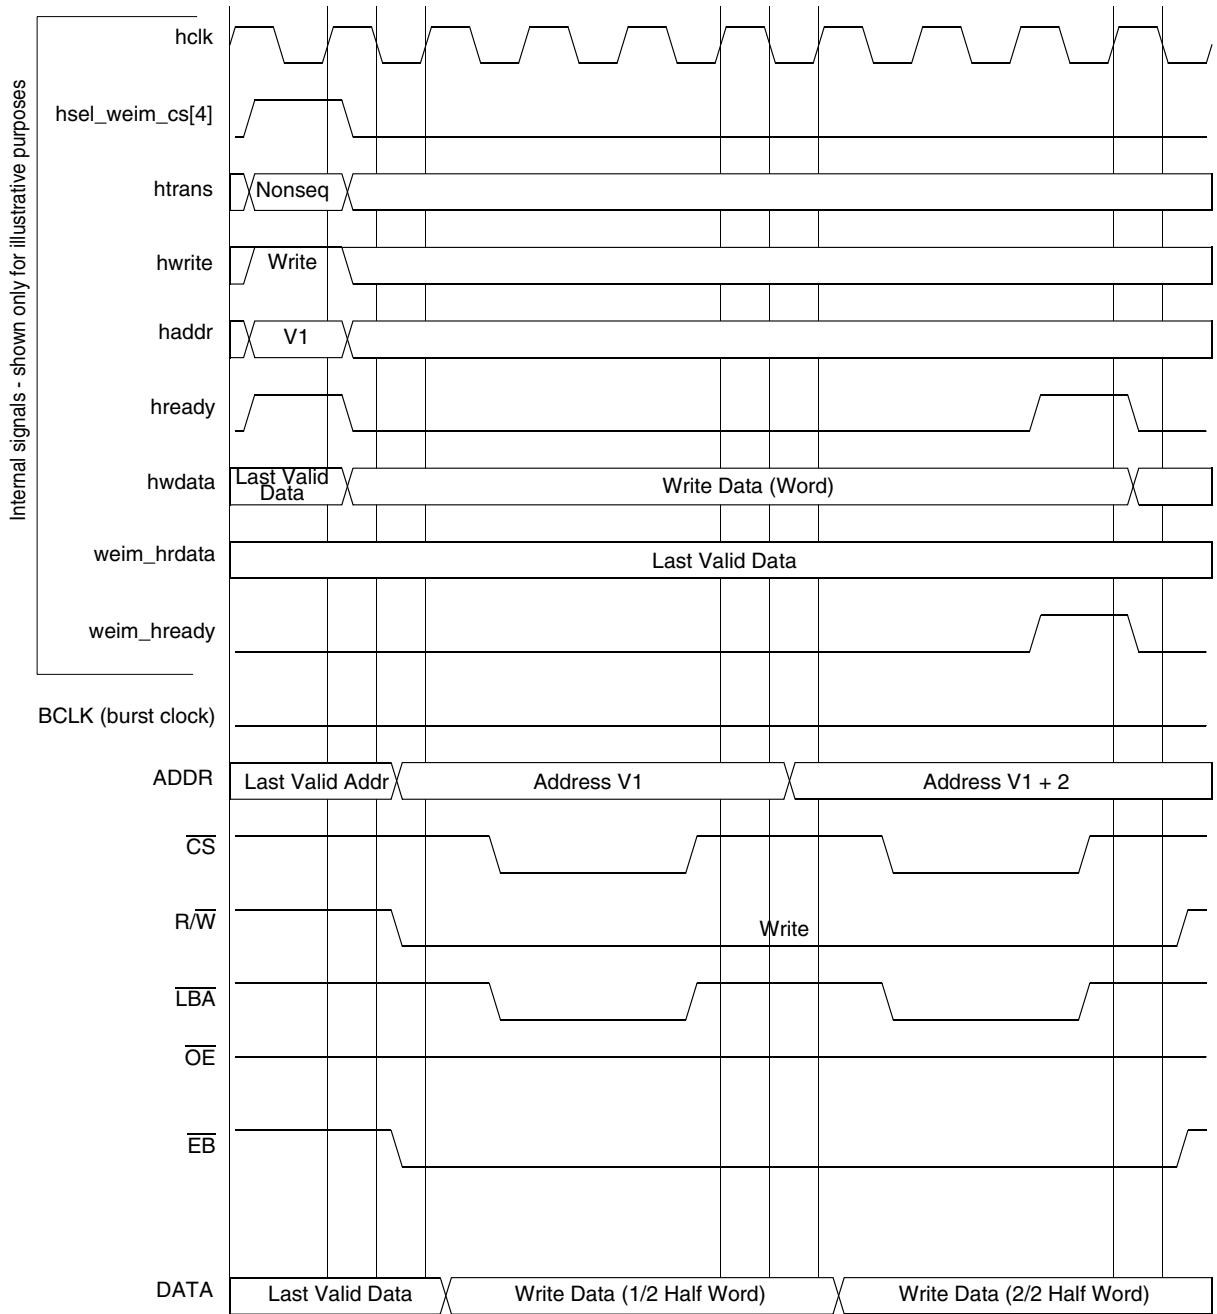 Internal signals - shown only for illustrative purposes
hclk
hsel_weim_cs[4]
htrans
Nonseq
hwrite
Write
haddr
V1
hready
hwdata
Last Valid
Data
Write Data (Word)
weim_hrdata
Last Valid Data
weim_hready
BCLK (burst clock)
ADDR
Last Valid Addr
Address V1
Address V1 + 2
CS
R/W
Write
LBA
OE
EB
DATA
Last Valid Data
Write Data (1/2 Half Word)
Write Data (2/2 Half Word)